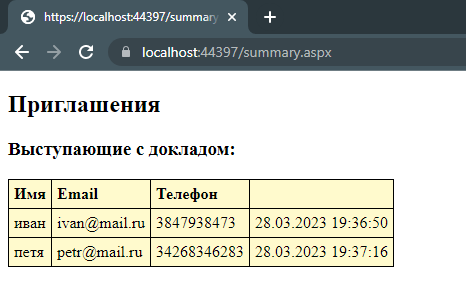 https://localhost:44397/summary
localhost:44397/summary.aspx
Приглашения
Выступающие с докладом:
Имя Email Телефон
иван ivan@mail.ru 3847938473 28.03.2023 19:36:50
петя petr@mail.ru 34268346283 28.03.2023 19:37:16